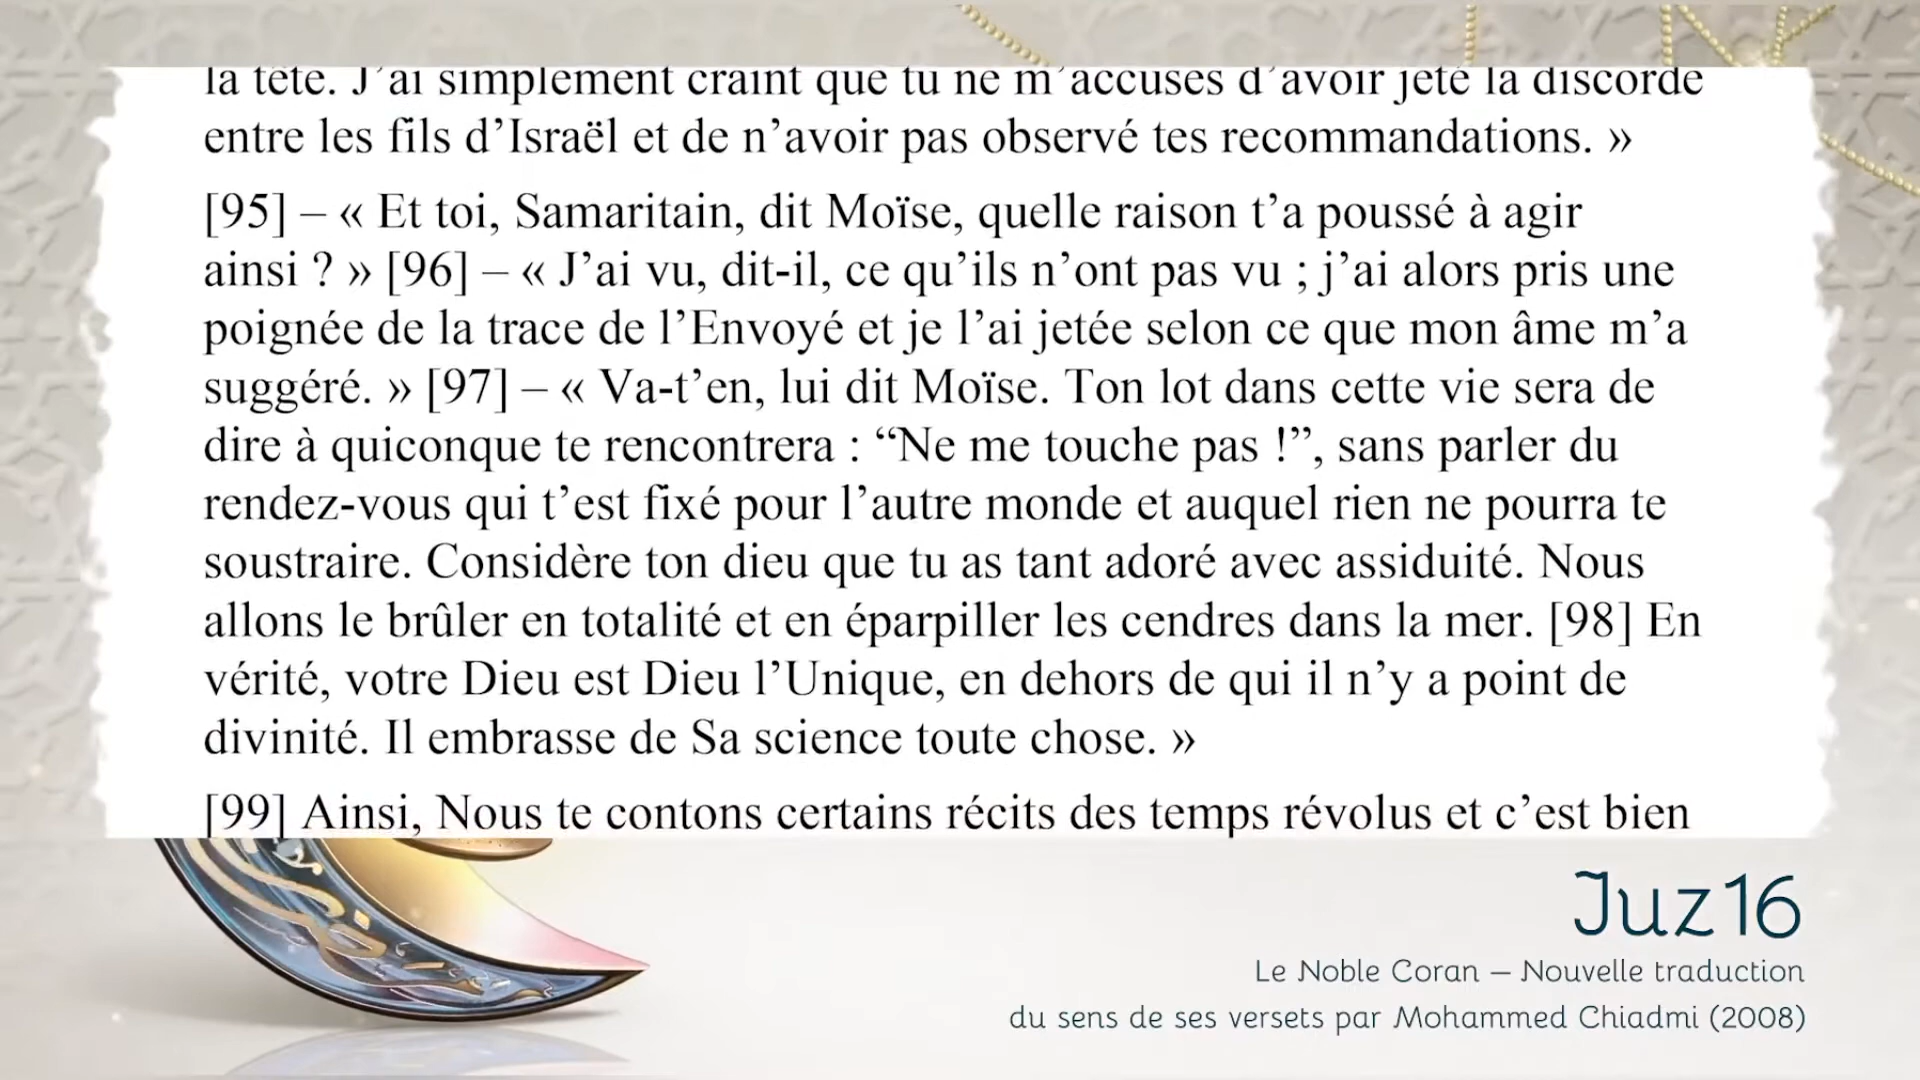 la tête. J’ai simplement craint que tu ne m’accuses d’avoir jeté la discorde
entre les fils d’Israël et de n’avoir pas observé tes recommandations. »
[95] – « Et toi, Samaritain, dit Moïse, quelle raison t’a poussé à agir
ainsi ? » [96] – « J’ai vu, dit-il, ce qu’ils n’ont pas vu ; j’ai alors pris une
poignée de la trace de l’Envoyé et je l’ai jetée selon ce que mon âme m’a
suggéré. » [97] – « Va-t’en, lui dit Moïse. Ton lot dans cette vie sera de
dire à quiconque te rencontrera : “Ne me touche pas !”, sans parler du
rendez-vous qui t’est fixé pour l’autre monde et auquel rien ne pourra te
soustraire. Considère ton dieu que tu as tant adoré avec assiduité. Nous
allons le brûler en totalité et en éparpiller les cendres dans la mer. [98] En
vérité, votre Dieu est Dieu l’Unique, en dehors de qui il n’y a point de
divinité. Il embrasse de Sa science toute chose. »
[99] Ainsi, Nous te contons certains récits des temps révolus et c’est bien
Juz16
Le Noble Coran – Nouvelle traduction
du sens de ses versets par Mohammed Chiadmi (2008)